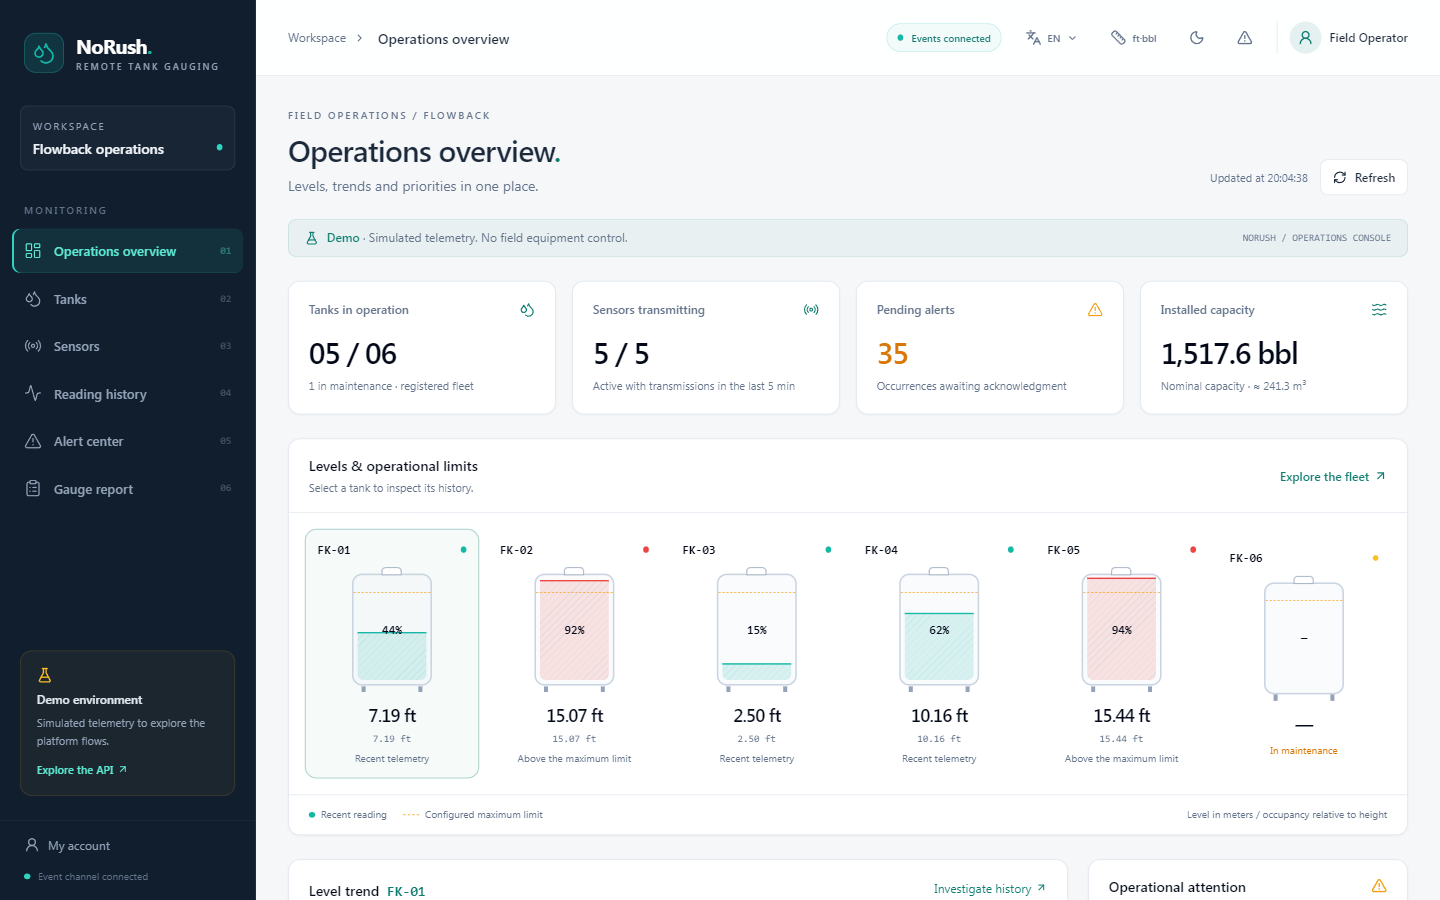 NoRush.
REMOTE TANK GAUGING
WORKSPACE
Flowback operations
MONITORING
Operations overview 01
Tanks 02
Sensors 03
Reading history 04
Alert center 05
Gauge report 06
Demo environment
Simulated telemetry to explore the
platform flows.
Explore the API
My account
Event channel connected
Workspace > Operations overview
Events connected
EN
ft·bbl
Field Operator
FIELD OPERATIONS / FLOWBACK
Operations overview.
Levels, trends and priorities in one place.
Updated at 20:04:38
Refresh
Demo · Simulated telemetry. No field equipment control.
NORUSH / OPERATIONS CONSOLE
Tanks in operation
05 / 06
1 in maintenance · registered fleet
Sensors transmitting
5 / 5
Active with transmissions in the last 5 min
Pending alerts
35
Occurrences awaiting acknowledgment
Installed capacity
1,517.6 bbl
Nominal capacity · ≈ 241.3 m³
Levels & operational limits
Select a tank to inspect its history.
Explore the fleet
FK-01
44%
7.19 ft
7.19 ft
Recent telemetry
FK-02
92%
15.07 ft
15.07 ft
Above the maximum limit
FK-03
15%
2.50 ft
2.50 ft
Recent telemetry
FK-04
62%
10.16 ft
10.16 ft
Recent telemetry
FK-05
94%
15.44 ft
15.44 ft
Above the maximum limit
FK-06
—
—
In maintenance
Recent reading
Configured maximum limit
Level in meters / occupancy relative to height
Level trend FK-01
Investigate history
Operational attention